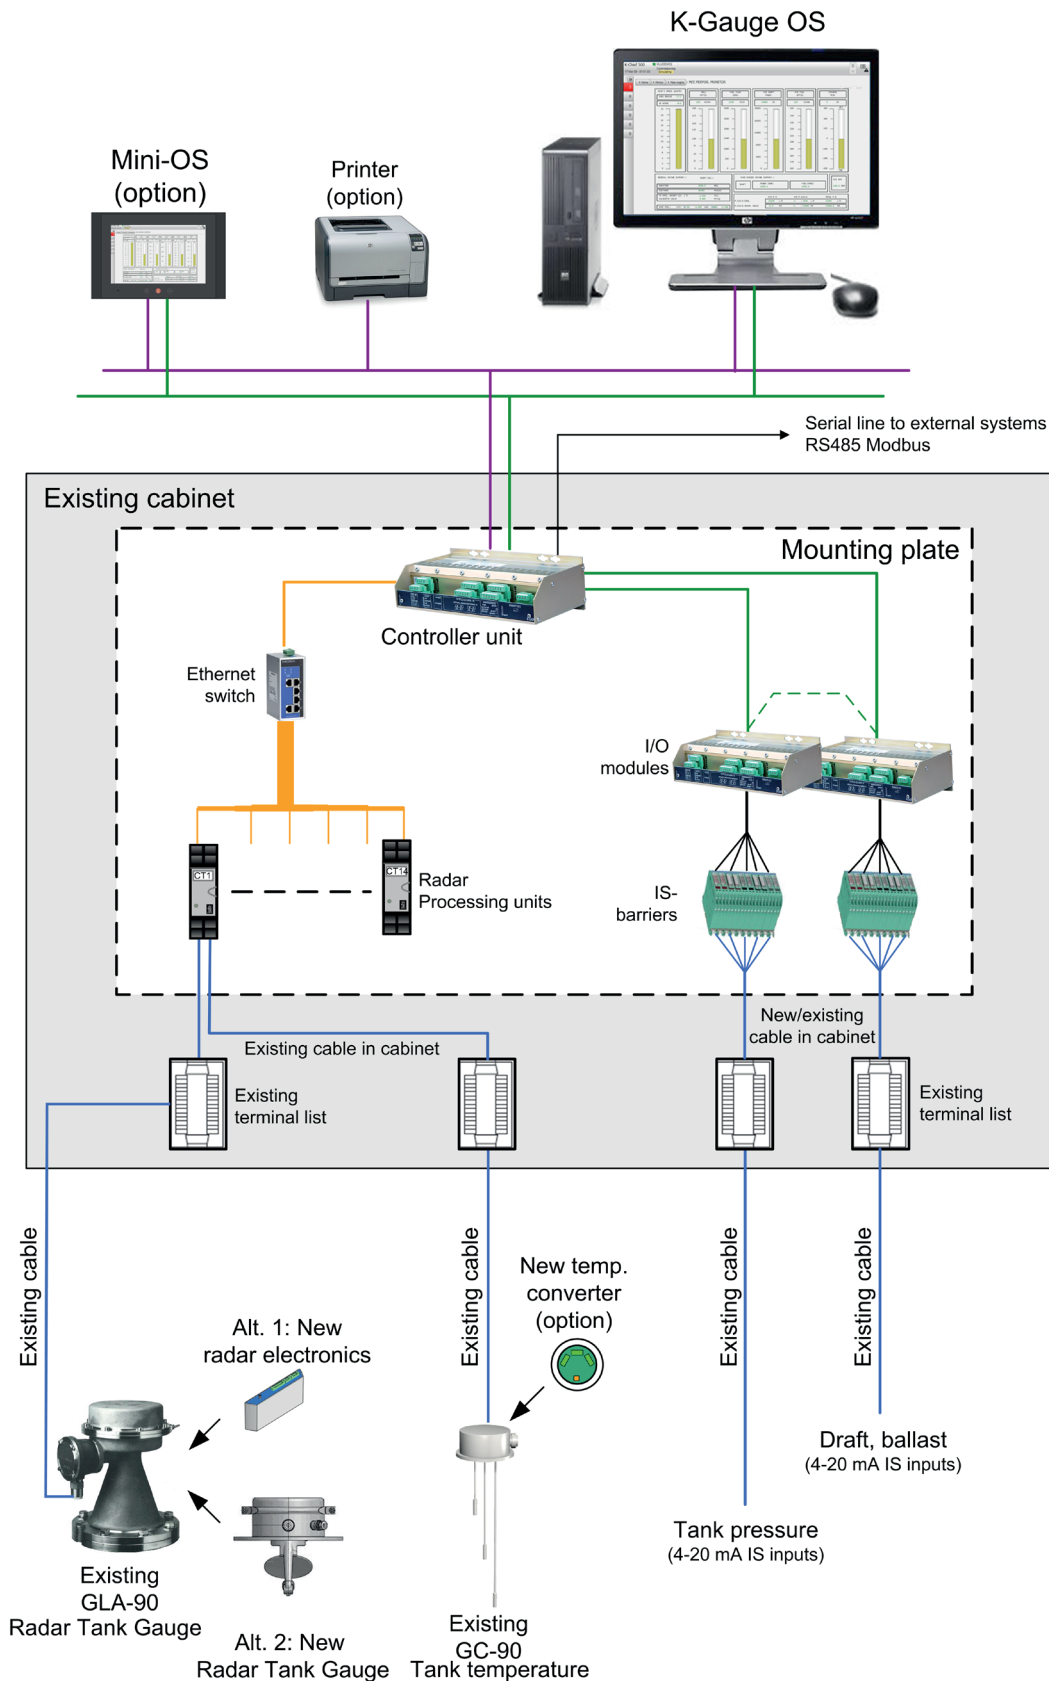 K-Gauge OS
Mini-OS
(option)
Printer
(option)
Serial line to external systems
RS485 Modbus
Existing cabinet
Mounting plate
Controller unit
Ethernet
switch
I/O
modules
CT1
CT14
Radar
Processing units
IS-
barriers
New/existing
cable in cabinet
Existing cable in cabinet
Existing
terminal list
Existing
terminal list
Existing cable
Existing cable
Existing cable
Existing cable
New temp.
converter
(option)
Alt. 1: New
radar electronics
Draft, ballast
(4-20 mA IS inputs)
Tank pressure
(4-20 mA IS inputs)
Existing
GLA-90
Radar Tank Gauge
Alt. 2: New
Radar Tank Gauge
Existing
GC-90
Tank temperature